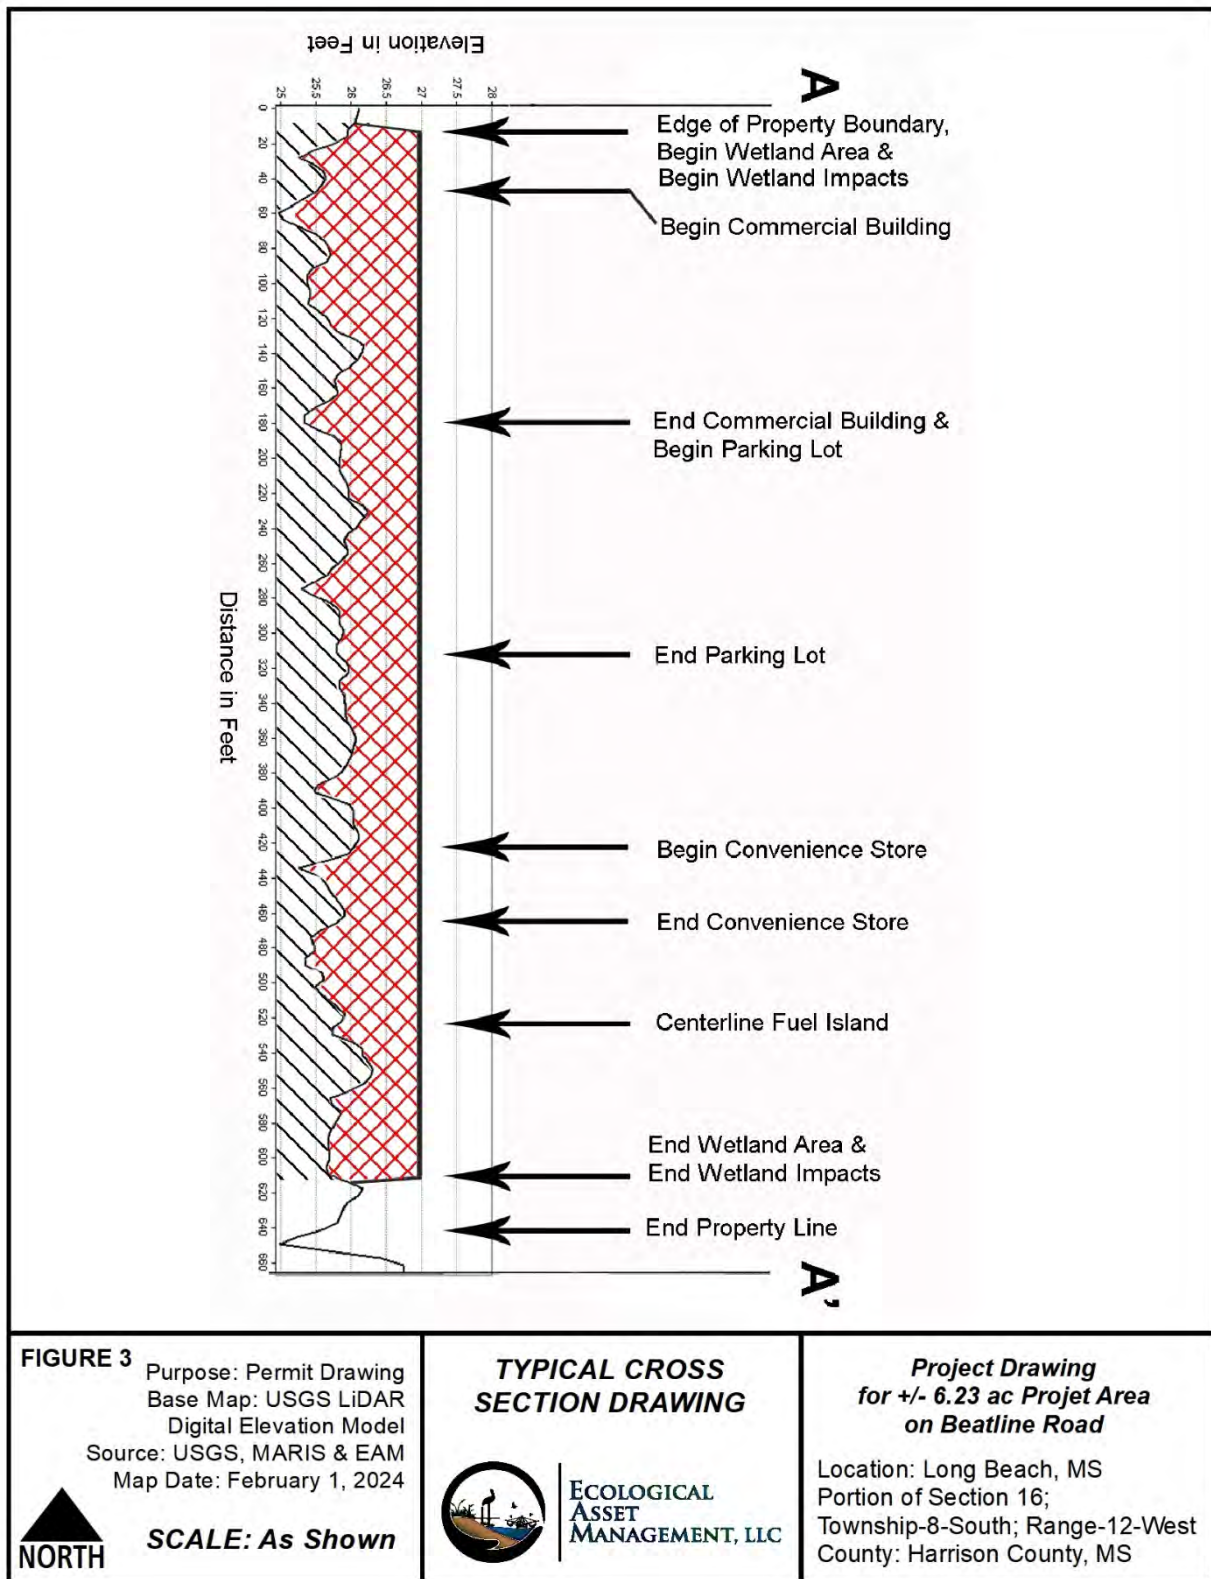 Elevation in Feet
25
25.5
26
26.5
27
27.5
28
0
20
40
60
80
100
120
140
160
180
200
220
240
260
280
300
320
340
360
380
400
420
440
460
480
500
520
540
560
580
600
620
640
660
Distance in Feet
A
Edge of Property Boundary,
Begin Wetland Area &
Begin Wetland Impacts
Begin Commercial Building
End Commercial Building &
Begin Parking Lot
End Parking Lot
Begin Convenience Store
End Convenience Store
Centerline Fuel Island
End Wetland Area &
End Wetland Impacts
End Property Line
A'
FIGURE 3
Purpose: Permit Drawing
Base Map: USGS LiDAR
Digital Elevation Model
Source: USGS, MARIS & EAM
Map Date: February 1, 2024
NORTH
SCALE: As Shown
TYPICAL CROSS
SECTION DRAWING
ECOLOGICAL
ASSET
MANAGEMENT, LLC
Project Drawing
for +/- 6.23 ac Projet Area
on Beatline Road
Location: Long Beach, MS
Portion of Section 16;
Township-8-South; Range-12-West
County: Harrison County, MS